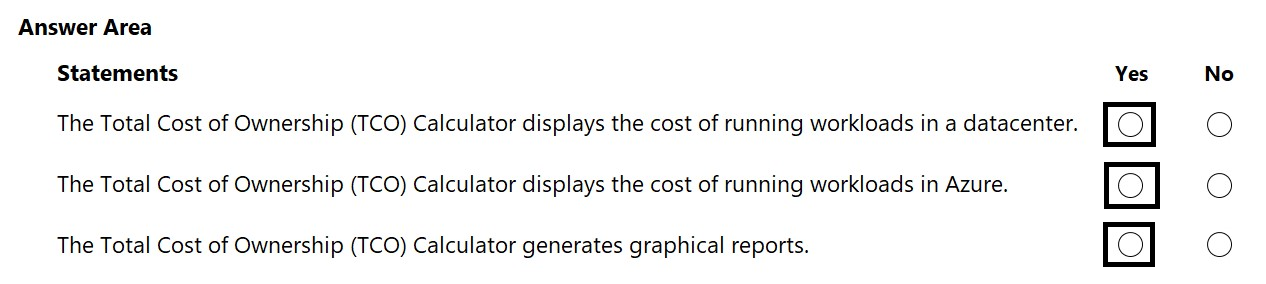 Answer Area
Statements Yes No
The Total Cost of Ownership (TCO) Calculator displays the cost of running workloads in a datacenter.
The Total Cost of Ownership (TCO) Calculator displays the cost of running workloads in Azure.
The Total Cost of Ownership (TCO) Calculator generates graphical reports.